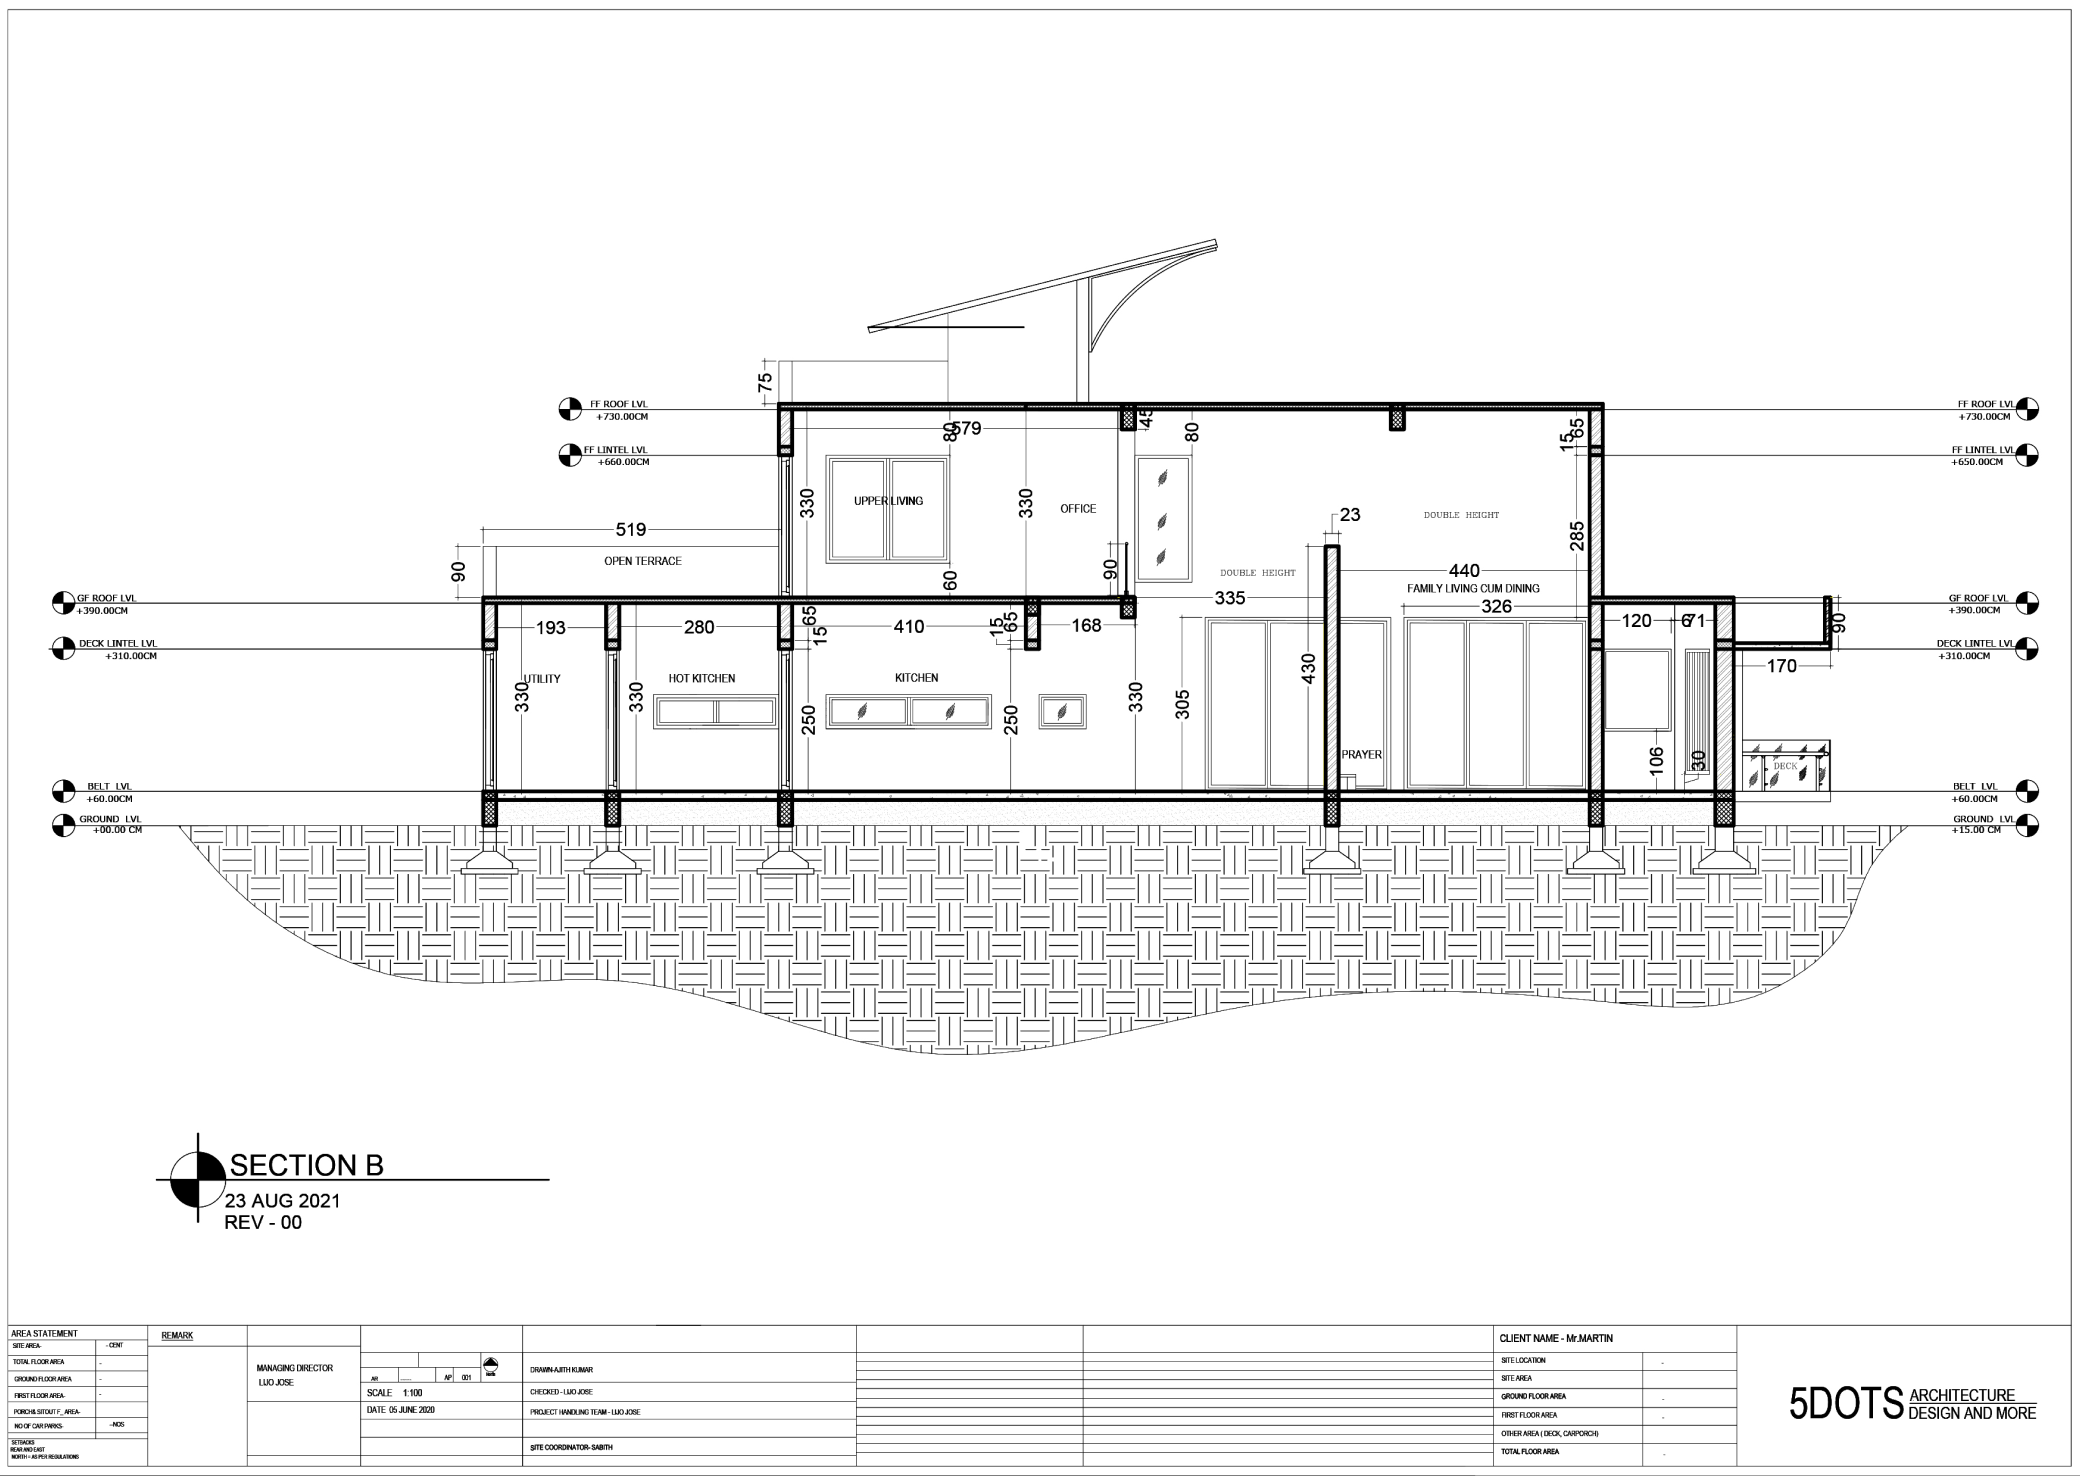 75
FF ROOF LVL
+730.00CM
FF ROOF LVL
+730.00CM
579
80
45
80
65
15
FF LINTEL LVL
+660.00CM
FF LINTEL LVL
+650.00CM
330
UPPER LIVING
330
OFFICE
23
DOUBLE HEIGHT
519
285
OPEN TERRACE
90
60
90
DOUBLE HEIGHT
440
FAMILY LIVING CUM DINING
GF ROOF LVL
+390.00CM
GF ROOF LVL
+390.00CM
335
326
193
280
65
15
410
15
65
168
120
6
71
90
DECK LINTEL LVL
+310.00CM
DECK LINTEL LVL
+310.00CM
170
UTILITY
HOT KITCHEN
KITCHEN
330
330
250
250
330
305
430
PRAYER
106
30
DECK
BELT LVL
+60.00CM
BELT LVL
+60.00CM
GROUND LVL
+00.00 CM
GROUND LVL
+15.00 CM
SECTION B
23 AUG 2021
REV - 00
AREA STATEMENT
SITE AREA-
- CENT
TOTAL FLOOR AREA
-
GROUND FLOOR AREA
-
FIRST FLOOR AREA-
-
PORCH& SITOUT F_ AREA-
NO OF CAR PARKS-
--NOS
SETBACKS
REAR AND EAST
NORTH = AS PER REGULATIONS
REMARK
MANAGING DIRECTOR
LIJO JOSE
AR
AP 001
North
SCALE 1:100
DATE 05 JUNE 2020
DRAWN-AJITH KUMAR
CHECKED - LIJO JOSE
PROJECT HANDLING TEAM - LIJO JOSE
SITE COORDINATOR- SABITH
CLIENT NAME - Mr.MARTIN
SITE LOCATION
-
SITE AREA
GROUND FLOOR AREA
-
FIRST FLOOR AREA
-
OTHER AREA ( DECK, CARPORCH)
TOTAL FLOOR AREA
-
5DOTS ARCHITECTURE
DESIGN AND MORE